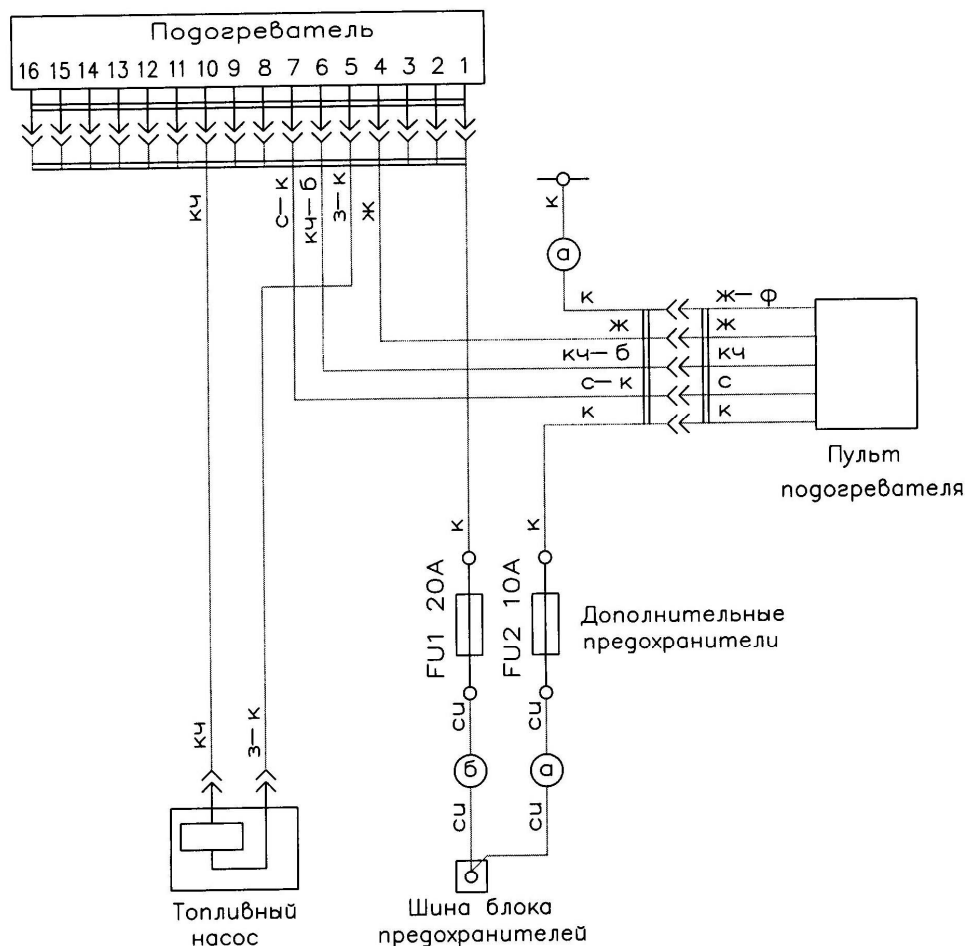 Подогреватель
16 15 14 13 12 11 10 9 8 7 6 5 4 3 2 1
кч
с–к
кч–б
з–к
ж
к
а
к
ж–ф
ж
ж
кч–б
кч
с–к
с
к
к
Пульт
подогревателя
к
к
FU1 20А
FU2 10А
Дополнительные
предохранители
си
си
кч
з–к
б
а
си
си
Топливный
насос
Шина блока
предохранителей